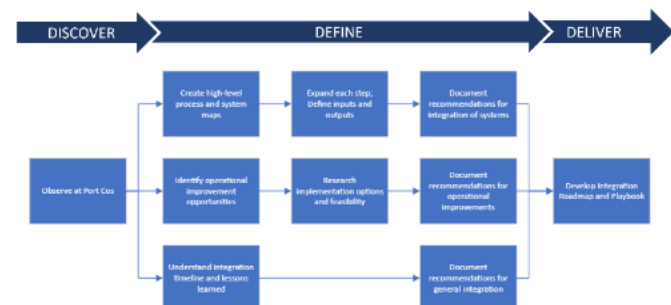 DISCOVER
DEFINE
DELIVER
Create high-level
process and system
maps
Expand each step;
Define inputs and
outputs
Document
recommendations for
integration of systems
Observe at Port Cos
Identify operational
improvement
opportunities
Research
implementation options
and feasibility
Document
recommendations for
operational
improvements
Develop Integration
Roadmap and Playbook
Understand integration
timeline and lessons
learned
Document
recommendations for
general integration